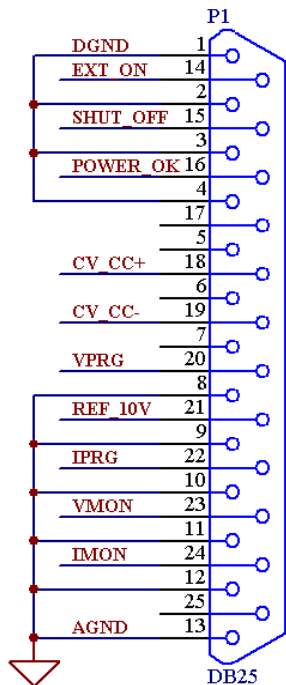 P1
DGND 1
EXT_ON 14
2
SHUT_OFF 15
3
POWER_OK 16
4
17
5
CV_CC+ 18
6
CV_CC- 19
7
VPRG 20
8
REF_10V 21
9
IPRG 22
10
VMON 23
11
IMON 24
12
25
AGND 13
DB25